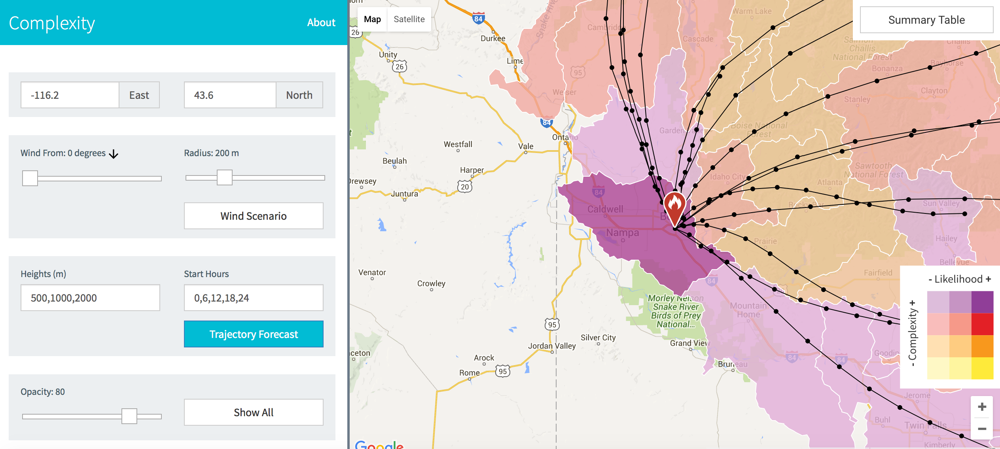 Complexity
About
-116.2
East
43.6
North
Wind From: 0 degrees
Radius: 200 m
Wind Scenario
Heights (m)
Start Hours
500,1000,2000
0,6,12,18,24
Trajectory Forecast
Opacity: 80
Show All
Map
Satellite
Summary Table
84
26
Durkee
Unity
26
Lime
Snake River
Cambridge
95
Weiser
Warm Lake
Cascade
Salmon
Challis
National Forest
Challis
Bayhorse
Bonanza
Clayton
Stanley
84
Ontario
Garden Valley
Boise National
Forest
Westfall
Vale
Beulah
Harper
20
Drewsey
Juntura
Idaho City
Sawtooth
National Forest
Atlanta
84
Caldwell
Nampa
Rocky Bar
Sun Valley
Prairie
Hailey
Bellevue
Venator
Crowley
84
Fairfield
20
Morley Nelson
Snake River
Birds of Prey
National...
Mountain
Home
95
Silver City
Jordan Valley
Grand View
Arock
Rome
95
Bruneau
84
84
Jerome
Buhl
Twin Falls
Kimberly
- Likelihood +
- Complexity +
+
−
Google